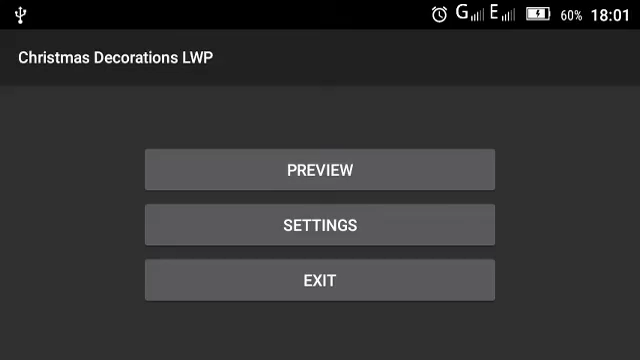 G E 60% 18:01
Christmas Decorations LWP
PREVIEW
SETTINGS
EXIT